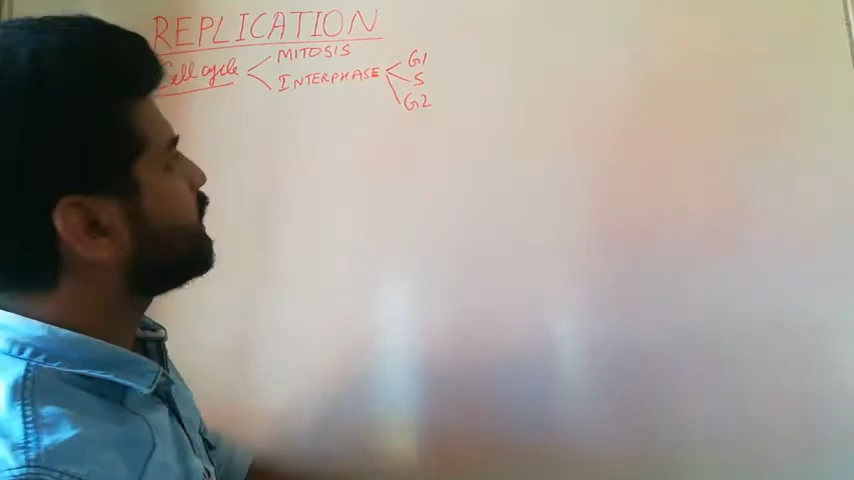 REPLICATION
Cell cycle
MITOSIS
INTERPHASE
G1
S
G2